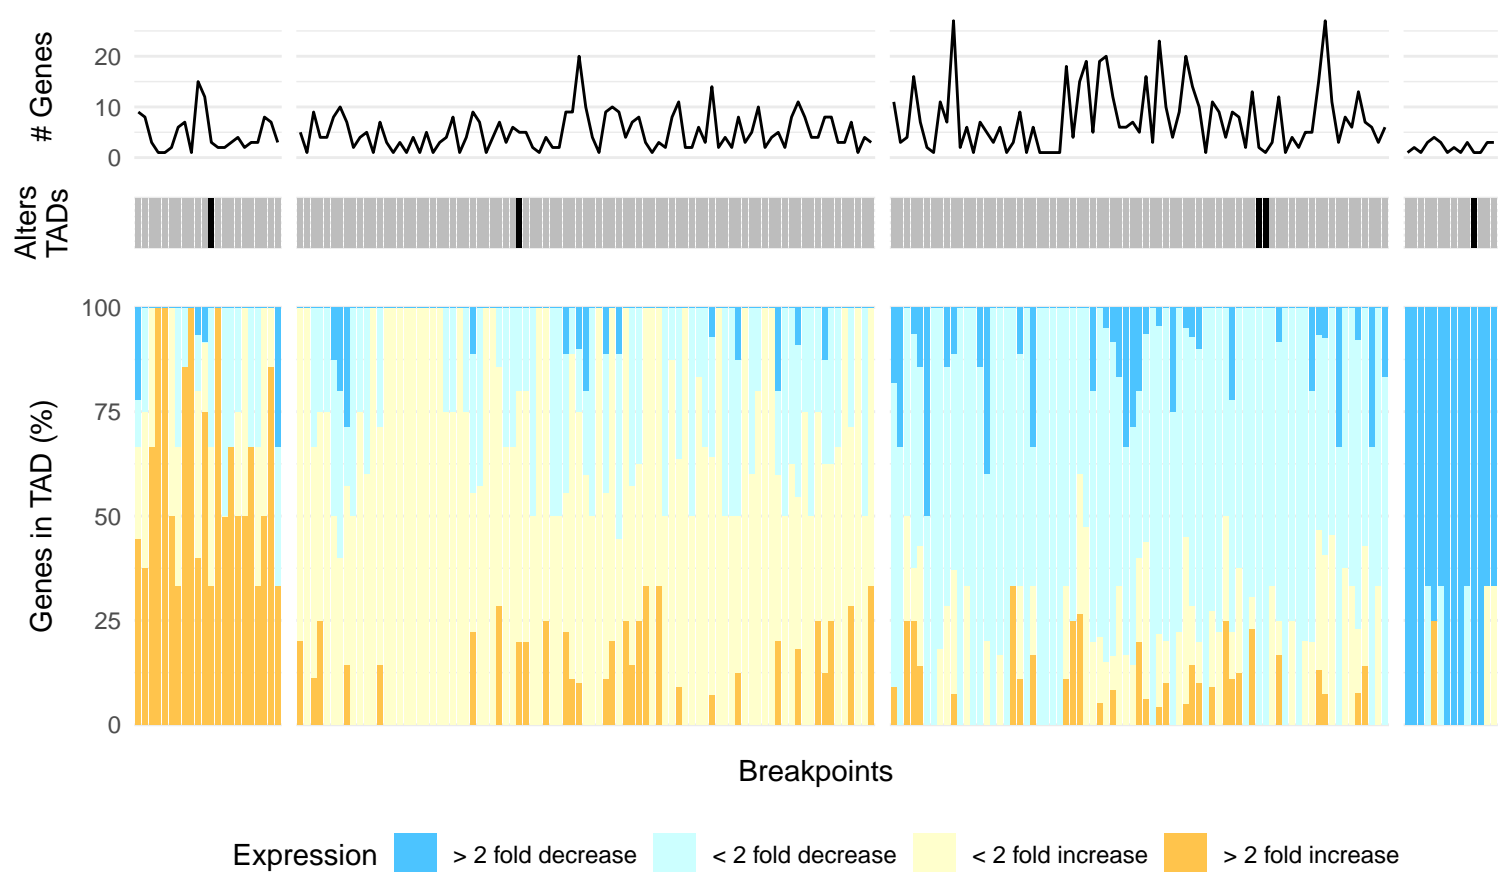 # Genes
20
10
0
Alters
TADs
Genes in TAD (%)
100
75
50
25
0
Breakpoints
Expression
> 2 fold decrease
< 2 fold decrease
< 2 fold increase
> 2 fold increase